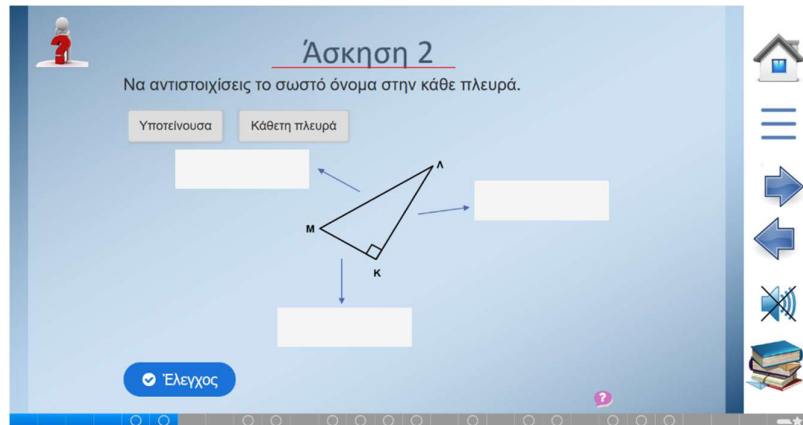 Άσκηση 2
Να αντιστοιχίσεις το σωστό όνομα στην κάθε πλευρά.
Υποτείνουσα Κάθετη πλευρά
Λ
Μ
Κ
Έλεγχος